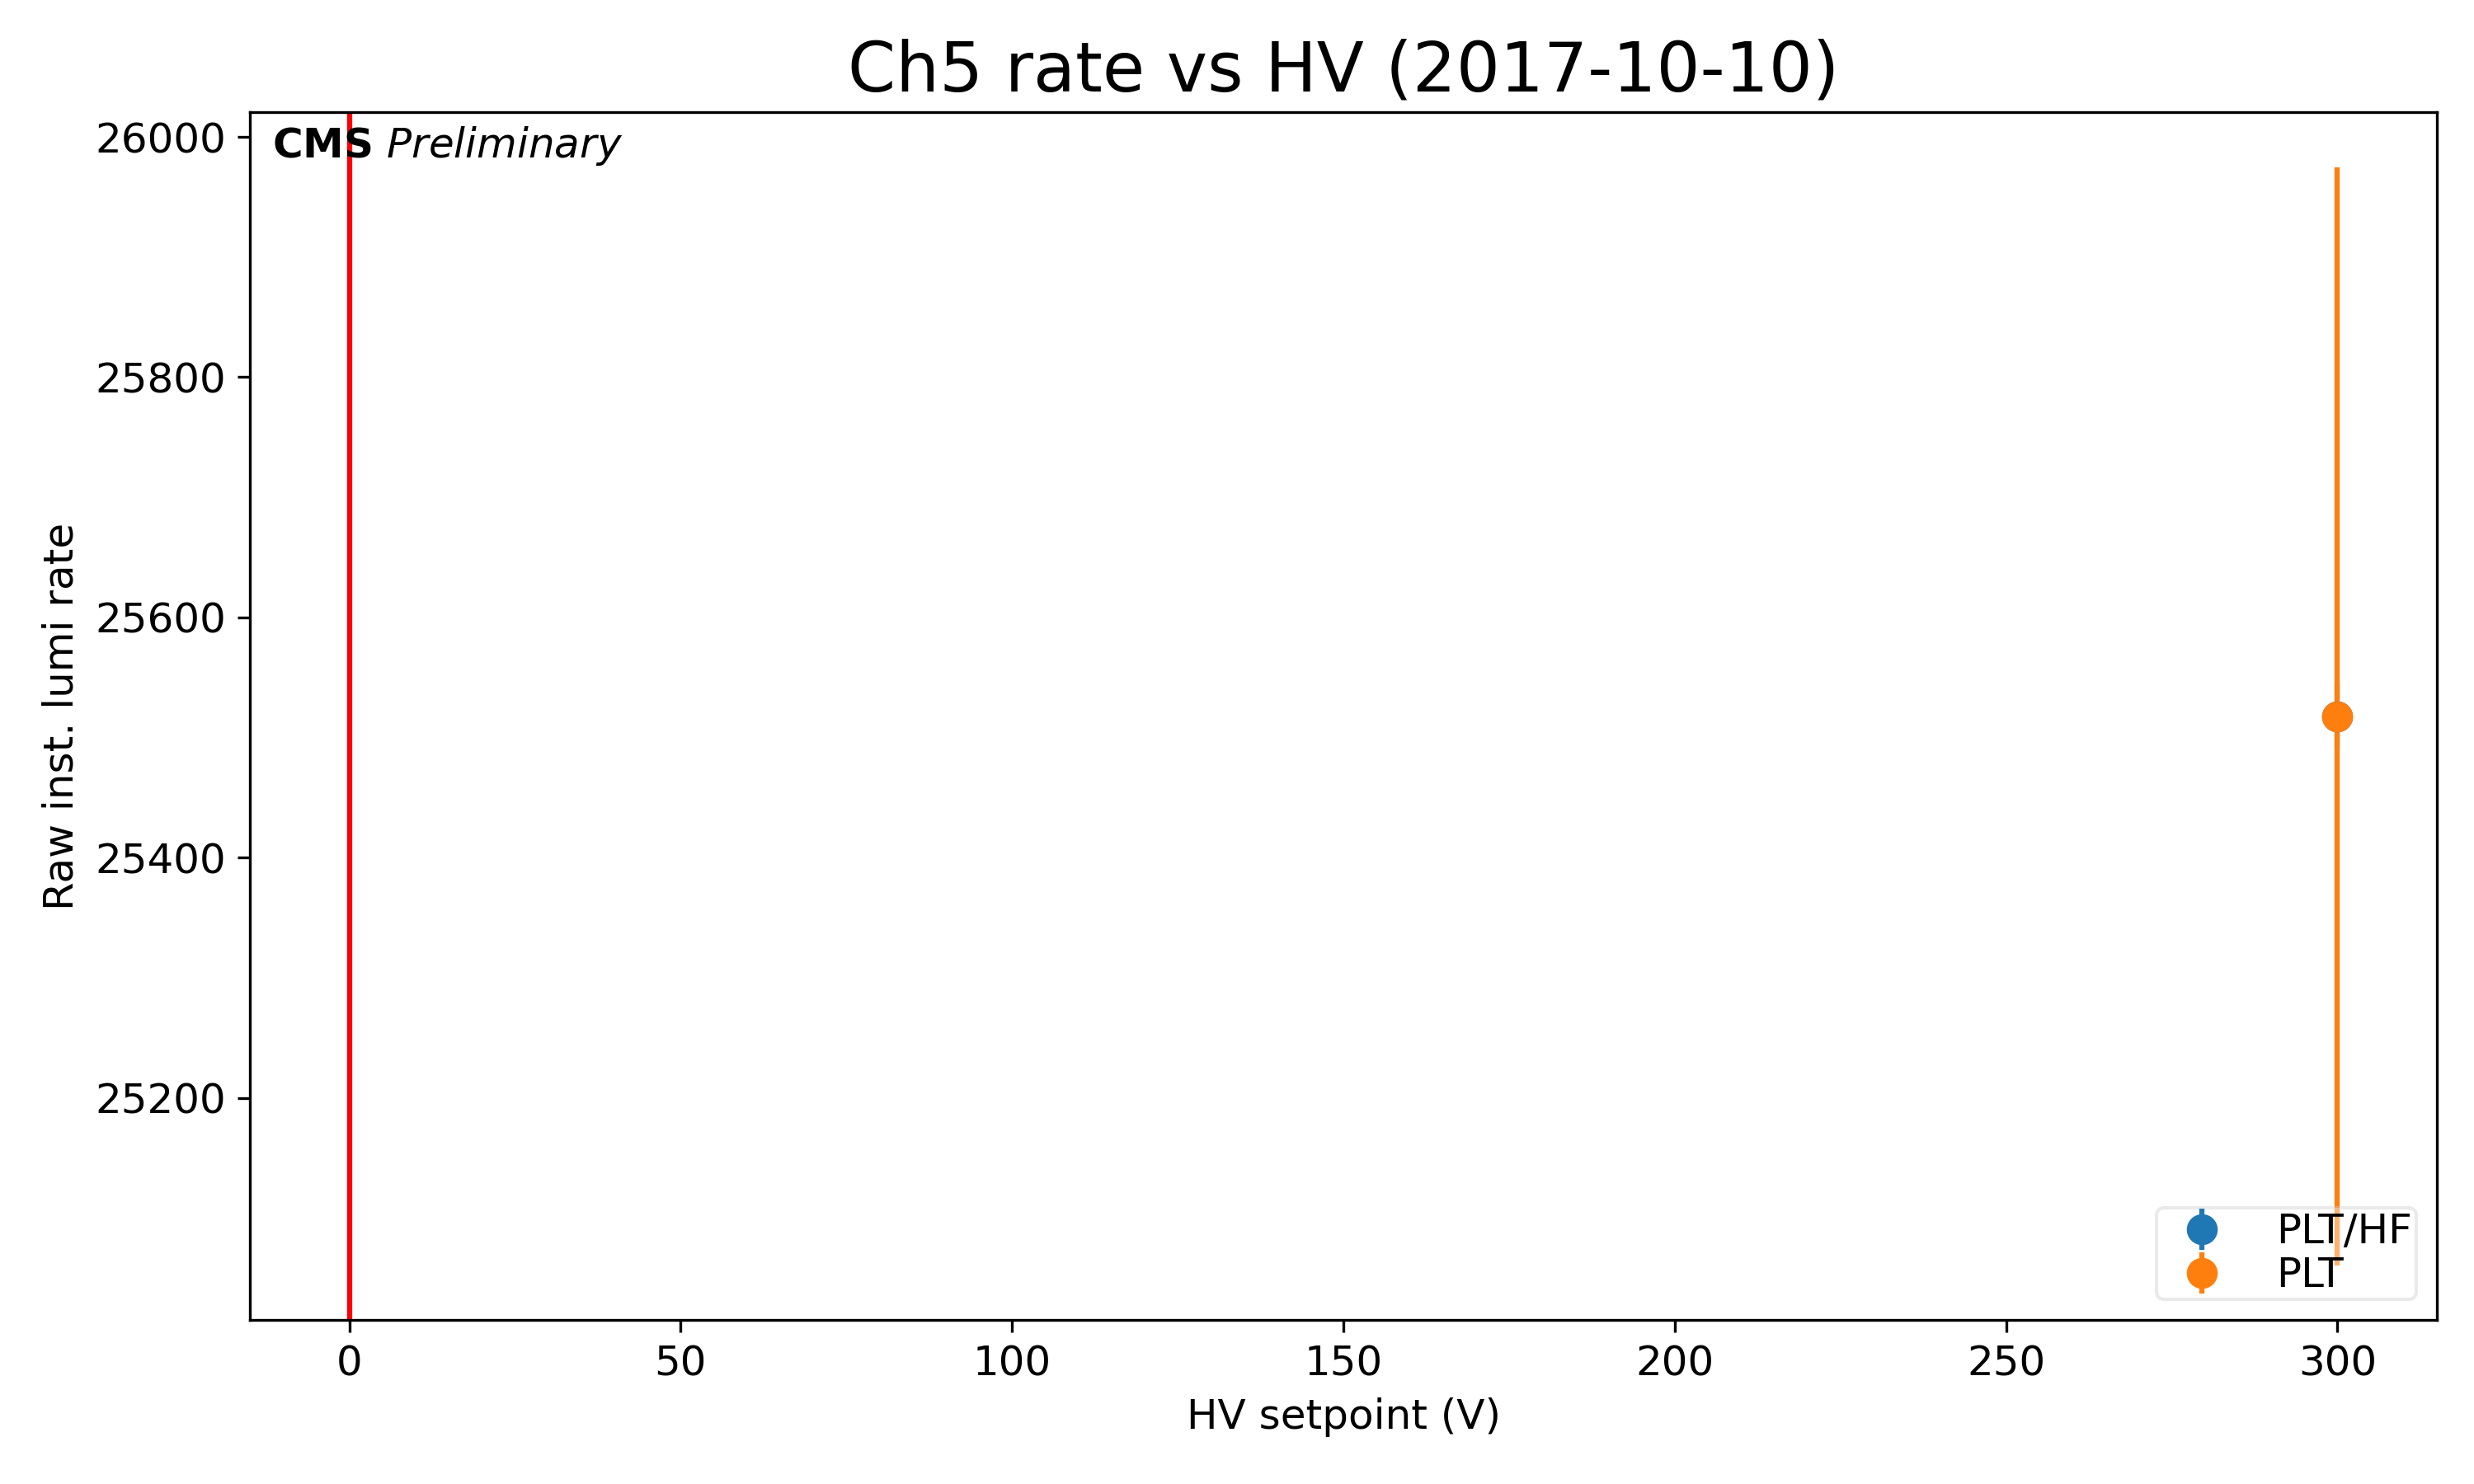 Ch5 rate vs HV (2017-10-10)
CMS Preliminary
26000
25800
25600
25400
25200
Raw inst. lumi rate
PLT/HF
PLT
0 50 100 150 200 250 300
HV setpoint (V)